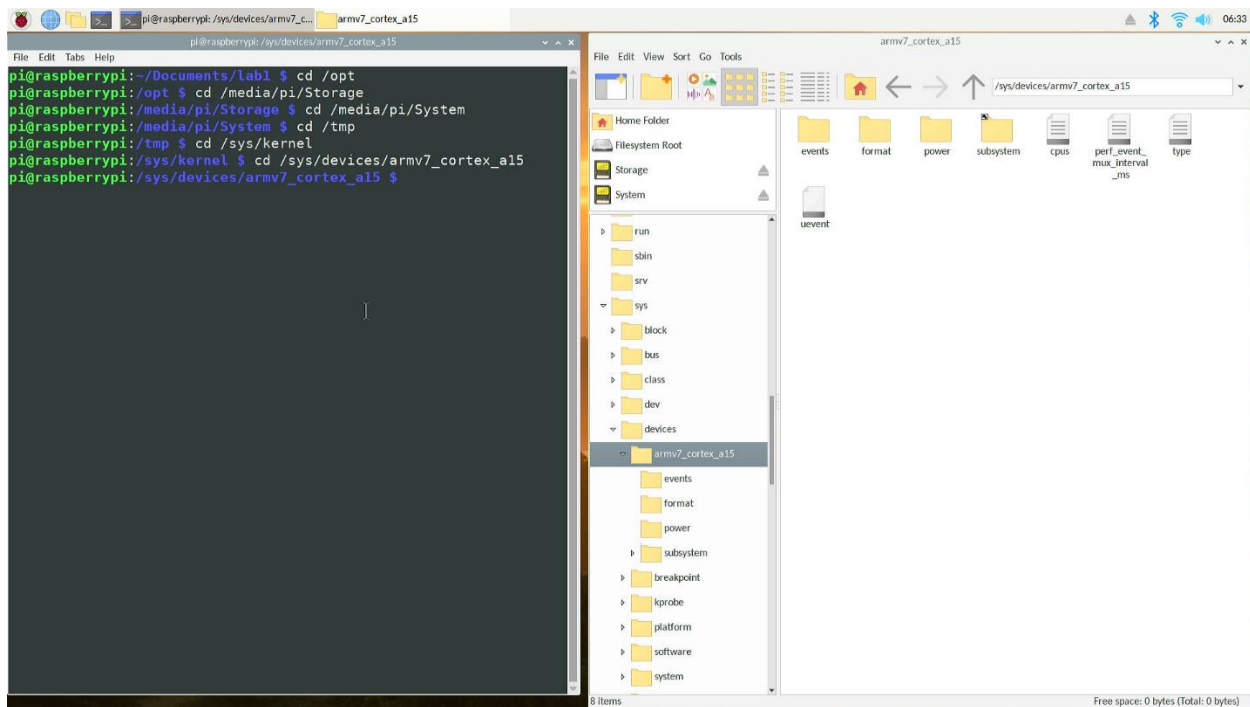 pi@raspberrypi: /sys/devices/armv7_c...
armv7_cortex_a15
06:33
pi@raspberrypi: /sys/devices/armv7_cortex_a15
File Edit Tabs Help
pi@raspberrypi:~/Documents/lab1 $ cd /opt
pi@raspberrypi:/opt $ cd /media/pi/Storage
pi@raspberrypi:/media/pi/Storage $ cd /media/pi/System
pi@raspberrypi:/media/pi/System $ cd /tmp
pi@raspberrypi:/tmp $ cd /sys/kernel
pi@raspberrypi:/sys/kernel $ cd /sys/devices/armv7_cortex_a15
pi@raspberrypi:/sys/devices/armv7_cortex_a15 $
armv7_cortex_a15
File Edit View Sort Go Tools
/sys/devices/armv7_cortex_a15
Home Folder
Filesystem Root
Storage
System
run
sbin
srv
sys
block
bus
class
dev
devices
armv7_cortex_a15
events
format
power
subsystem
breakpoint
kprobe
platform
software
system
events
format
power
subsystem
cpus
perf_event_
mux_interval
_ms
type
uevent
8 items
Free space: 0 bytes (Total: 0 bytes)